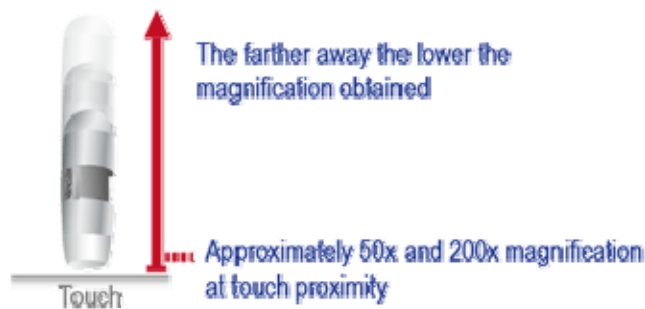 The farther away the lower the
magnification obtained
Approximately 50x and 200x magnification
at touch proximity
Touch